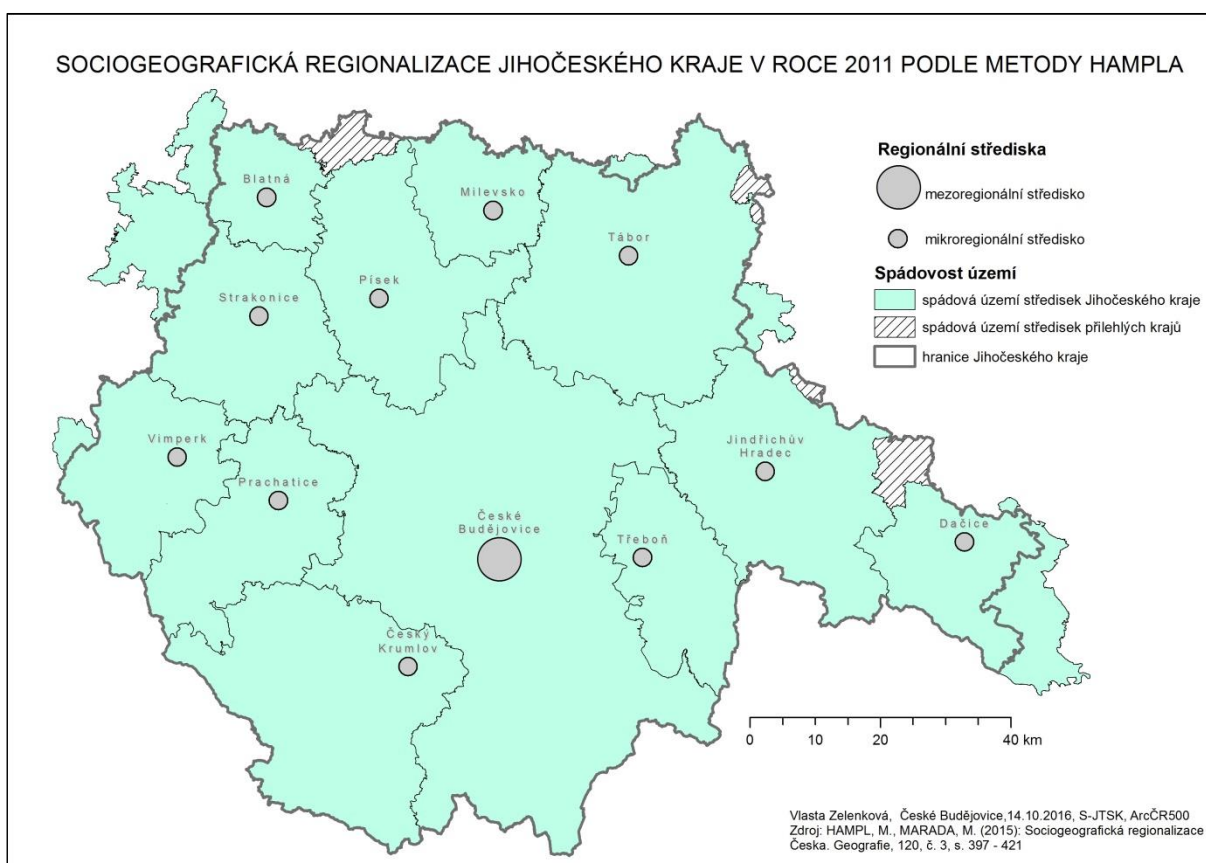 SOCIOGEOGRAFICKÁ REGIONALIZACE JIHOČESKÉHO KRAJE V ROCE 2011 PODLE METODY HAMPLA
Regionální střediska
mezoregionální středisko
mikroregionální středisko
Spádovost území
spádová území středisek Jihočeského kraje
spádová území středisek přilehlých krajů
hranice Jihočeského kraje
Blatná
Milevsko
Tábor
Písek
Strakonice
Vimperk
Prachatice
Jindřichův
Hradec
České
Budějovice
Třeboň
Dačice
Český
Krumlov
0 10 20 40 km
Vlasta Zelenková, České Budějovice,14.10.2016, S-JTSK, ArcČR500
Zdroj: HAMPL, M., MARADA, M. (2015): Sociogeografická regionalizace
Česka. Geografie, 120, č. 3, s. 397 - 421